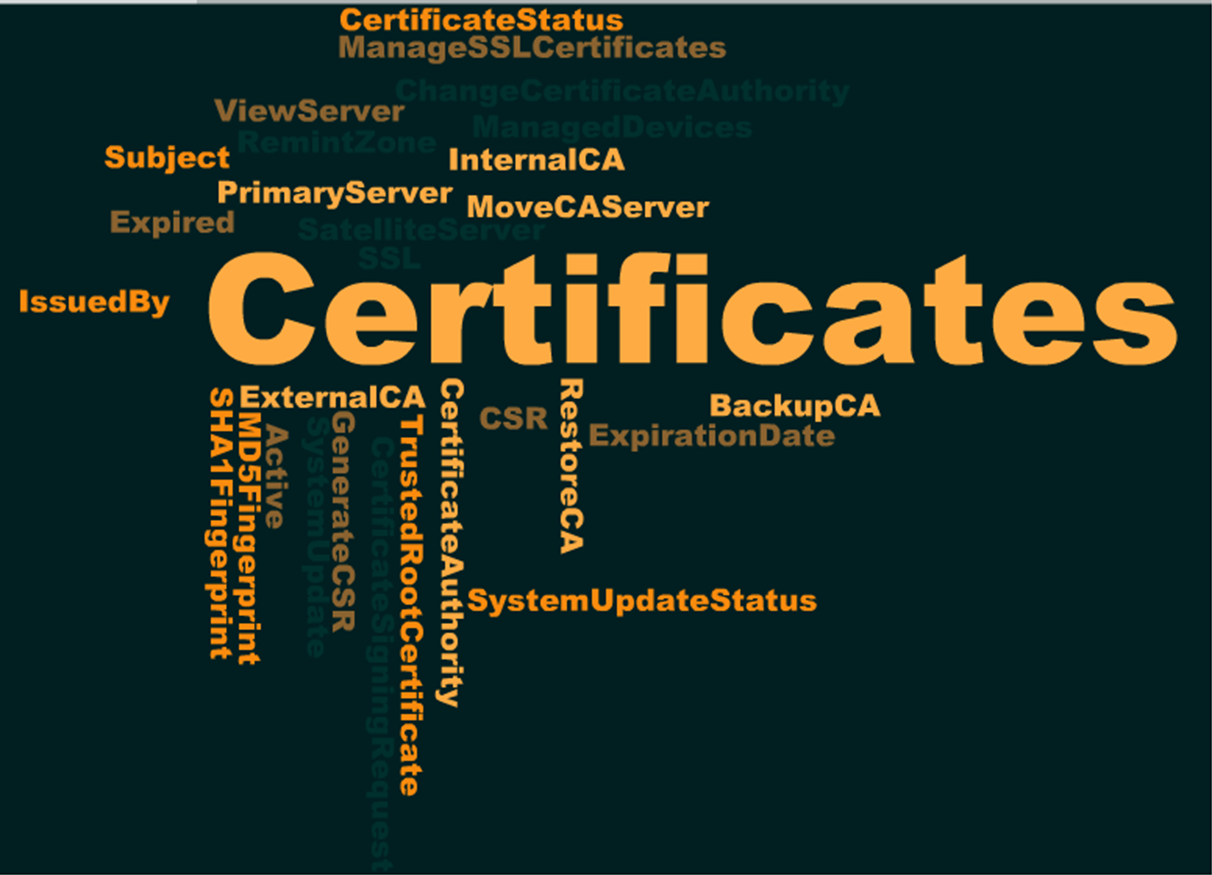 CertificateStatus
ManageSSLCertificates
ChangeCertificateAuthority
ViewServer
ManagedDevices
RemintZone
Subject
InternalCA
PrimaryServer
MoveCAServer
Expired
SatelliteServer
SSL
IssuedBy
Certificates
ExternalCA
CSR
BackupCA
ExpirationDate
SHA1Fingerprint
MD5Fingerprint
Active
SystemUpdate
GenerateCSR
CertificateSigningRequest
TrustedRootCertificate
CertificateAuthority
RestoreCA
SystemUpdateStatus